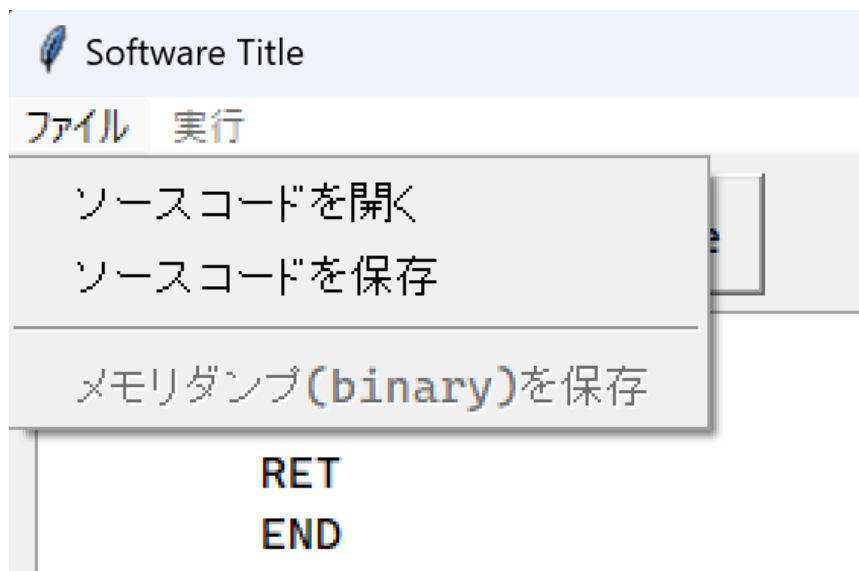 Software Title
ファイル 実行
ソースコードを開く
ソースコードを保存
メモリダンプ(binary)を保存
RET
END